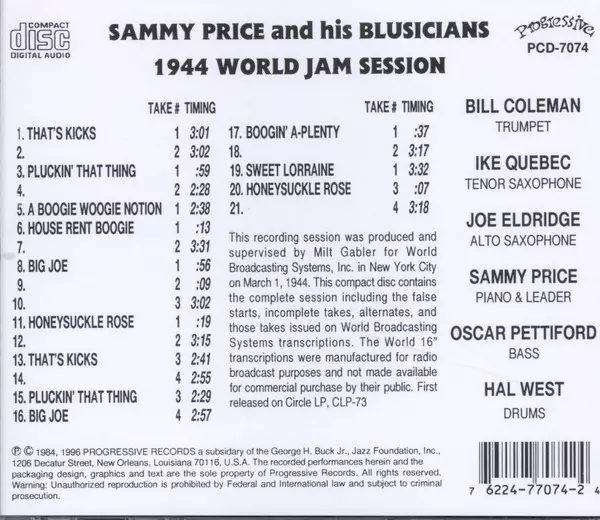 COMPACT
disc
DIGITAL AUDIO
SAMMY PRICE and his BLUSICIANS
1944 WORLD JAM SESSION
Progressive
PCD-7074
TAKE # TIMING
1. THAT'S KICKS 1 3:01
2. 2 3:02
3. PLUCKIN' THAT THING 1 :59
4. 2 2:28
5. A BOOGIE WOOGIE NOTION 1 2:38
6. HOUSE RENT BOOGIE 1 :13
7. 2 3:31
8. BIG JOE 1 :56
9. 2 :09
10. 3 3:02
11. HONEYSUCKLE ROSE 1 :19
12. 2 3:15
13. THAT'S KICKS 3 2:41
14. 4 2:55
15. PLUCKIN' THAT THING 3 2:29
16. BIG JOE 4 2:57
TAKE # TIMING
17. BOOGIN' A-PLENTY 1 :37
18. 2 3:17
19. SWEET LORRAINE 1 3:32
20. HONEYSUCKLE ROSE 3 :07
21. 4 3:18
This recording session was produced and
supervised by Milt Gabler for World
Broadcasting Systems, Inc. in New York City
on March 1, 1944. This compact disc contains
the complete session including the false
starts, incomplete takes, alternates, and
those takes issued on World Broadcasting
Systems transcriptions. The World 16"
transcriptions were manufactured for radio
broadcast purposes and not made available
for commercial purchase by their public. First
released on Circle LP, CLP-73
BILL COLEMAN
TRUMPET
IKE QUEBEC
TENOR SAXOPHONE
JOE ELDRIDGE
ALTO SAXOPHONE
SAMMY PRICE
PIANO & LEADER
OSCAR PETTIFORD
BASS
HAL WEST
DRUMS
℗ © 1984, 1996 PROGRESSIVE RECORDS a subsidary of the George H. Buck Jr., Jazz Foundation, Inc.,
1206 Decatur Street, New Orleans, Louisiana 70116, U.S.A. The recorded performances herein and the
packaging design, graphics and text are the sole property of Progressive Records. All rights reserved.
Warning: Unauthorized reproduction is prohibited by Federal and International law and subject to criminal
prosecution.
7 6224-77074-2 4